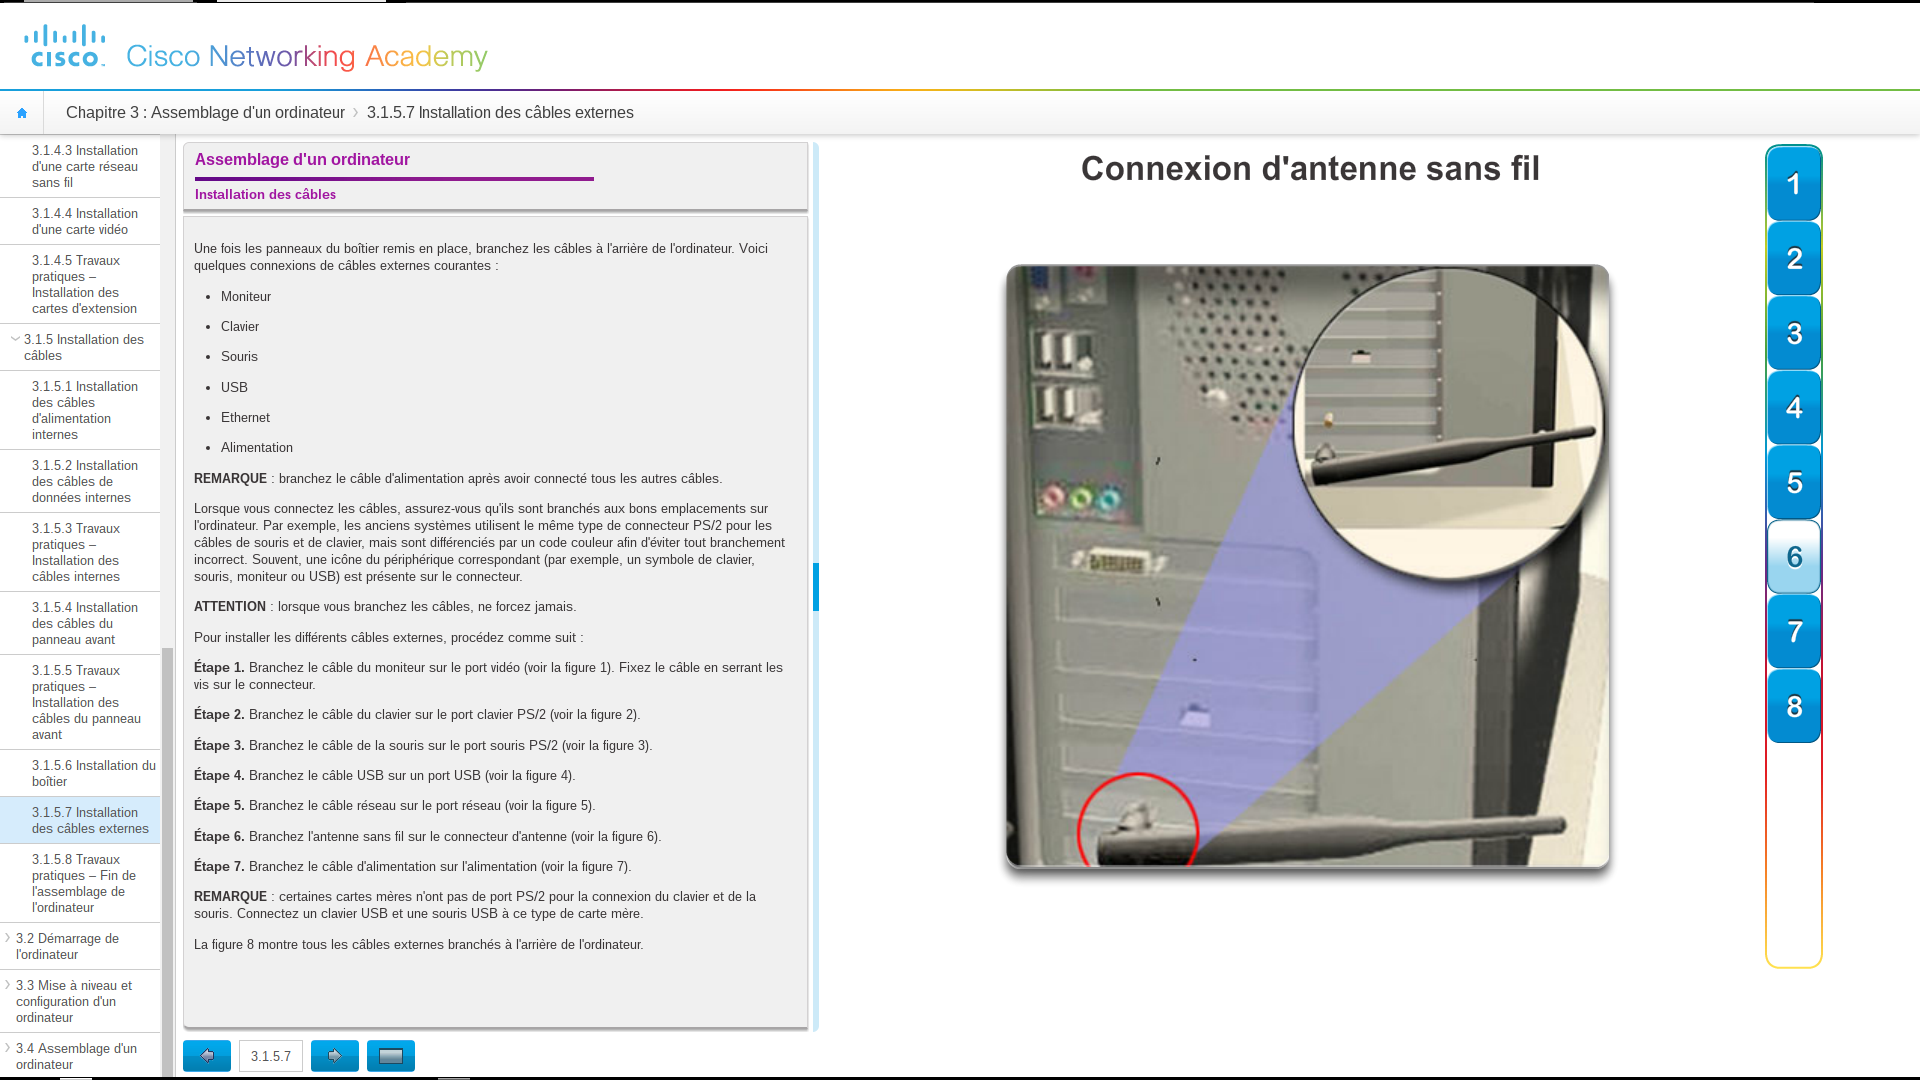 cisco
Cisco Networking Academy
Chapitre 3 : Assemblage d'un ordinateur
3.1.5.7 Installation des câbles externes
3.1.4.3 Installation
d'une carte réseau
sans fil
3.1.4.4 Installation
d'une carte vidéo
3.1.4.5 Travaux
pratiques –
Installation des
cartes d'extension
3.1.5 Installation des
câbles
3.1.5.1 Installation
des câbles
d'alimentation
internes
3.1.5.2 Installation
des câbles de
données internes
3.1.5.3 Travaux
pratiques –
Installation des
câbles internes
3.1.5.4 Installation
des câbles du
panneau avant
3.1.5.5 Travaux
pratiques –
Installation des
câbles du panneau
avant
3.1.5.6 Installation du
boîtier
3.1.5.7 Installation
des câbles externes
3.1.5.8 Travaux
pratiques – Fin de
l'assemblage de
l'ordinateur
3.2 Démarrage de
l'ordinateur
3.3 Mise à niveau et
configuration d'un
ordinateur
3.4 Assemblage d'un
ordinateur
Assemblage d'un ordinateur
Installation des câbles
Une fois les panneaux du boîtier remis en place, branchez les câbles à l'arrière de l'ordinateur. Voici
quelques connexions de câbles externes courantes :
• Moniteur
• Clavier
• Souris
• USB
• Ethernet
• Alimentation
REMARQUE : branchez le câble d'alimentation après avoir connecté tous les autres câbles.
Lorsque vous connectez les câbles, assurez-vous qu'ils sont branchés aux bons emplacements sur
l'ordinateur. Par exemple, les anciens systèmes utilisent le même type de connecteur PS/2 pour les
câbles de souris et de clavier, mais sont différenciés par un code couleur afin d'éviter tout branchement
incorrect. Souvent, une icône du périphérique correspondant (par exemple, un symbole de clavier,
souris, moniteur ou USB) est présente sur le connecteur.
ATTENTION : lorsque vous branchez les câbles, ne forcez jamais.
Pour installer les différents câbles externes, procédez comme suit :
Étape 1. Branchez le câble du moniteur sur le port vidéo (voir la figure 1). Fixez le câble en serrant les
vis sur le connecteur.
Étape 2. Branchez le câble du clavier sur le port clavier PS/2 (voir la figure 2).
Étape 3. Branchez le câble de la souris sur le port souris PS/2 (voir la figure 3).
Étape 4. Branchez le câble USB sur un port USB (voir la figure 4).
Étape 5. Branchez le câble réseau sur le port réseau (voir la figure 5).
Étape 6. Branchez l'antenne sans fil sur le connecteur d'antenne (voir la figure 6).
Étape 7. Branchez le câble d'alimentation sur l'alimentation (voir la figure 7).
REMARQUE : certaines cartes mères n'ont pas de port PS/2 pour la connexion du clavier et de la
souris. Connectez un clavier USB et une souris USB à ce type de carte mère.
La figure 8 montre tous les câbles externes branchés à l'arrière de l'ordinateur.
3.1.5.7
Connexion d'antenne sans fil
1
2
3
4
5
6
7
8